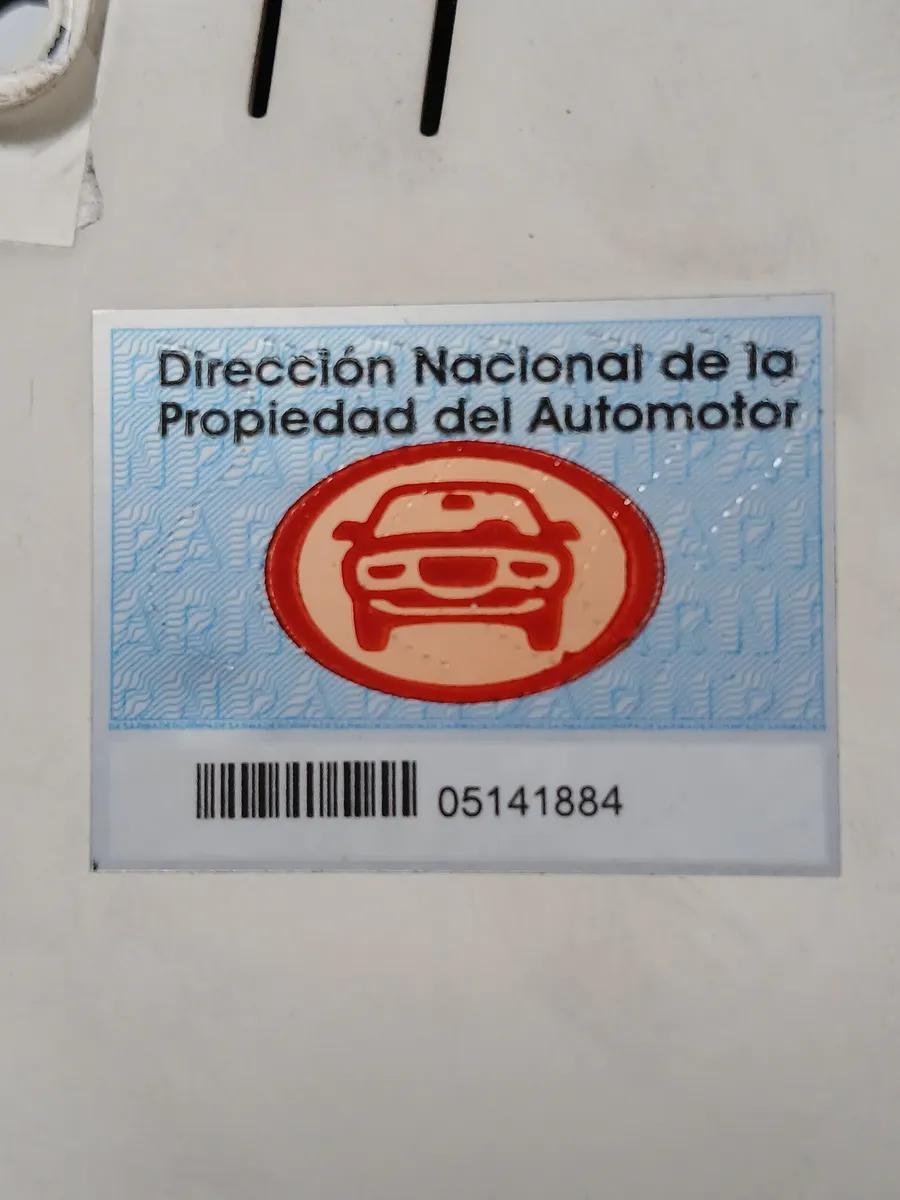 Dirección Nacional de la
Propiedad del Automotor
05141884